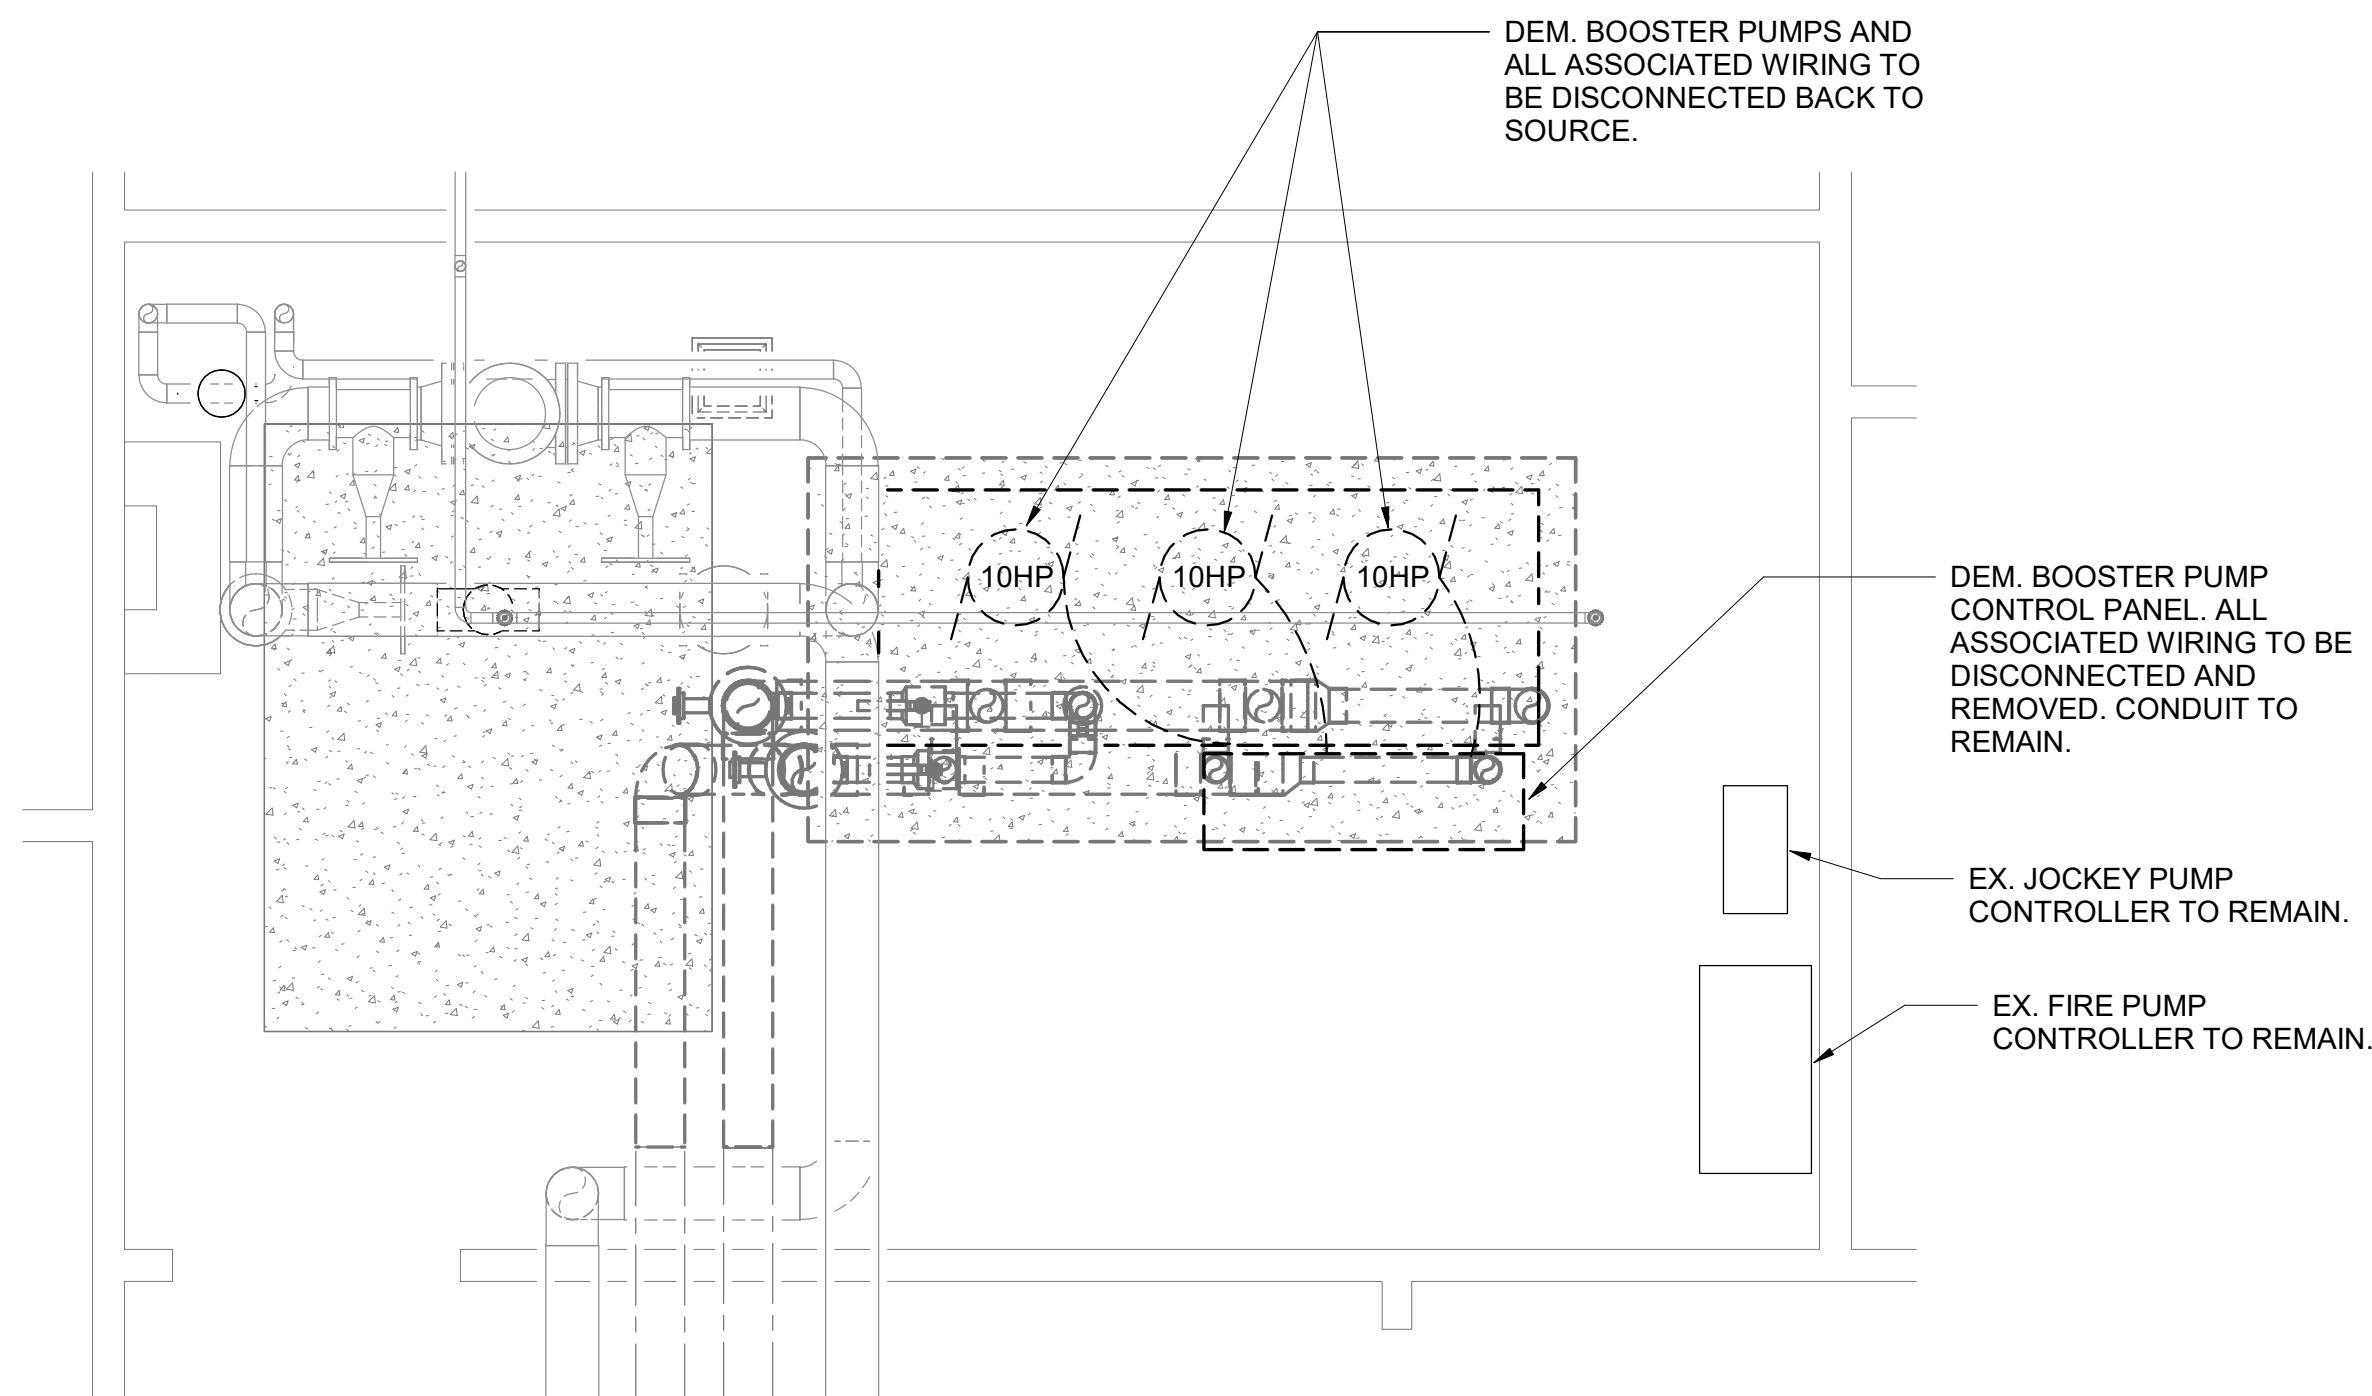 DEM. BOOSTER PUMPS AND
ALL ASSOCIATED WIRING TO
BE DISCONNECTED BACK TO
SOURCE.
10HP
10HP
10HP
DEM. BOOSTER PUMP
CONTROL PANEL. ALL
ASSOCIATED WIRING TO BE
DISCONNECTED AND
REMOVED. CONDUIT TO
REMAIN.
EX. JOCKEY PUMP
CONTROLLER TO REMAIN.
EX. FIRE PUMP
CONTROLLER TO REMAIN.